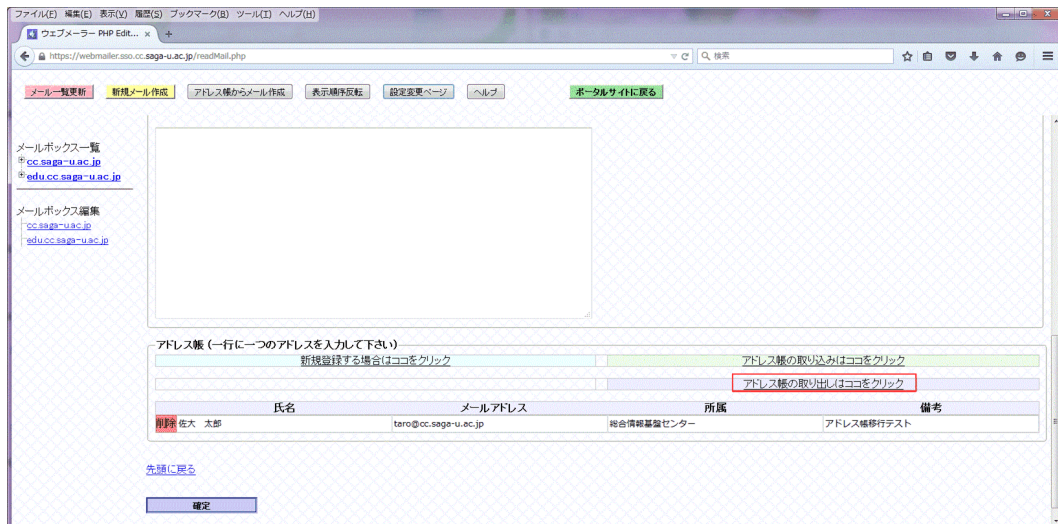 ファイル(F) 編集(E) 表示(V) 履歴(S) ブックマーク(B) ツール(T) ヘルプ(H)
ウェブメーラー PHP Edit... × +
https://webmailer.sso.cc.saga-u.ac.jp/readMail.php
検索
メール一覧更新 新規メール作成 アドレス帳からメール作成 表示順序反転 設定変更ページ ヘルプ ポータルサイトに戻る
メールボックス一覧
cc.saga-u.ac.jp
edu.cc.saga-u.ac.jp
メールボックス編集
cc.saga-u.ac.jp
edu.cc.saga-u.ac.jp
アドレス帳 (一行に一つのアドレスを入力して下さい)
新規登録する場合はココをクリック アドレス帳の取り込みはココをクリック
アドレス帳の取り出しはココをクリック
氏名 メールアドレス 所属 備考
削除 佐大 太郎 taro@cc.saga-u.ac.jp 総合情報基盤センター アドレス帳移行テスト
先頭に戻る
確定